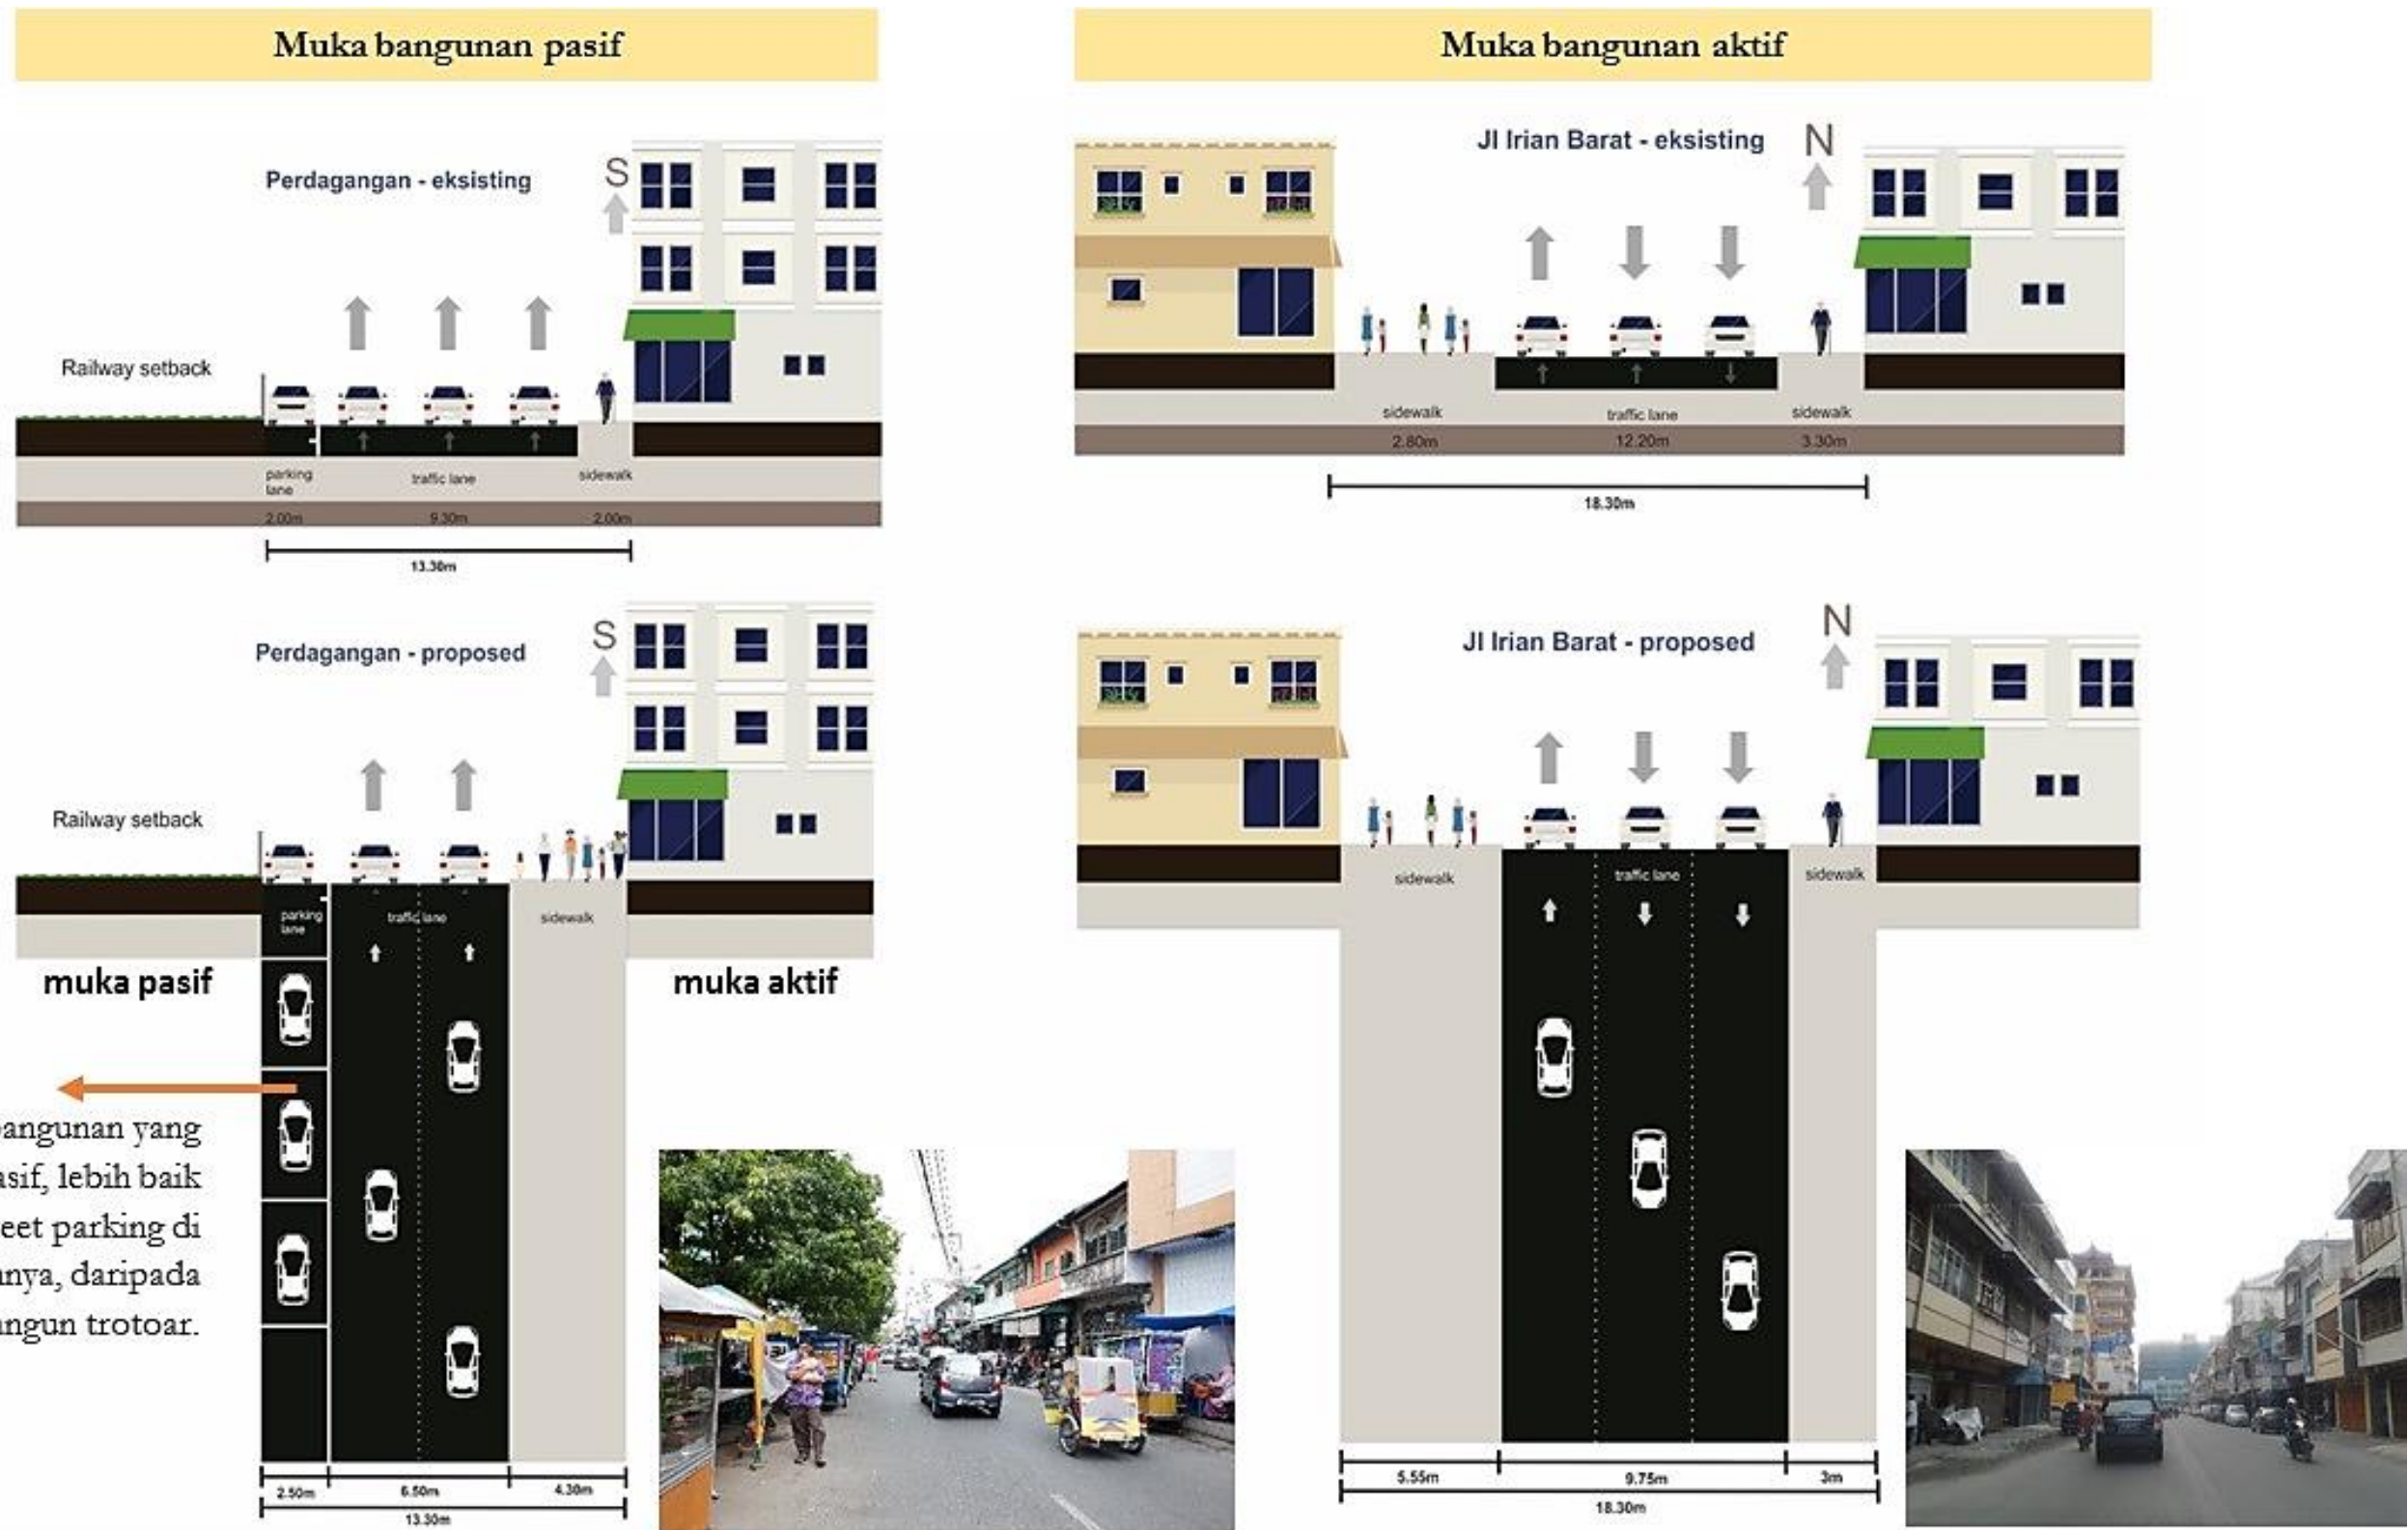 Muka bangunan pasif
Perdagangan - eksisting
S
Railway setback
parking
lane
traffic lane
sidewalk
2.00m
9.30m
2.00m
13.30m
Perdagangan - proposed
S
Railway setback
parking
lane
traffic lane
sidewalk
muka pasif
muka aktif
bangunan yang
asif, lebih baik
eet parking di
nya, daripada
ngun trotoar.
2.50m
6.50m
4.30m
13.30m
Muka bangunan aktif
Jl Irian Barat - eksisting
N
sidewalk
traffic lane
sidewalk
2.80m
12.20m
3.30m
18.30m
Jl Irian Barat - proposed
N
sidewalk
traffic lane
sidewalk
5.55m
9.75m
3m
18.30m